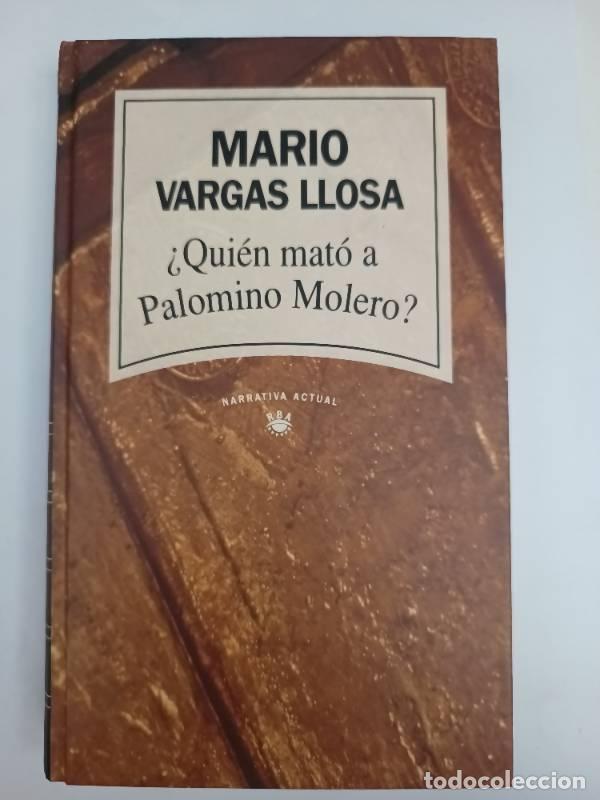 MARIO
VARGAS LLOSA
¿Quién mató a
Palomino Molero?
NARRATIVA ACTUAL
RBA
todocoleccion